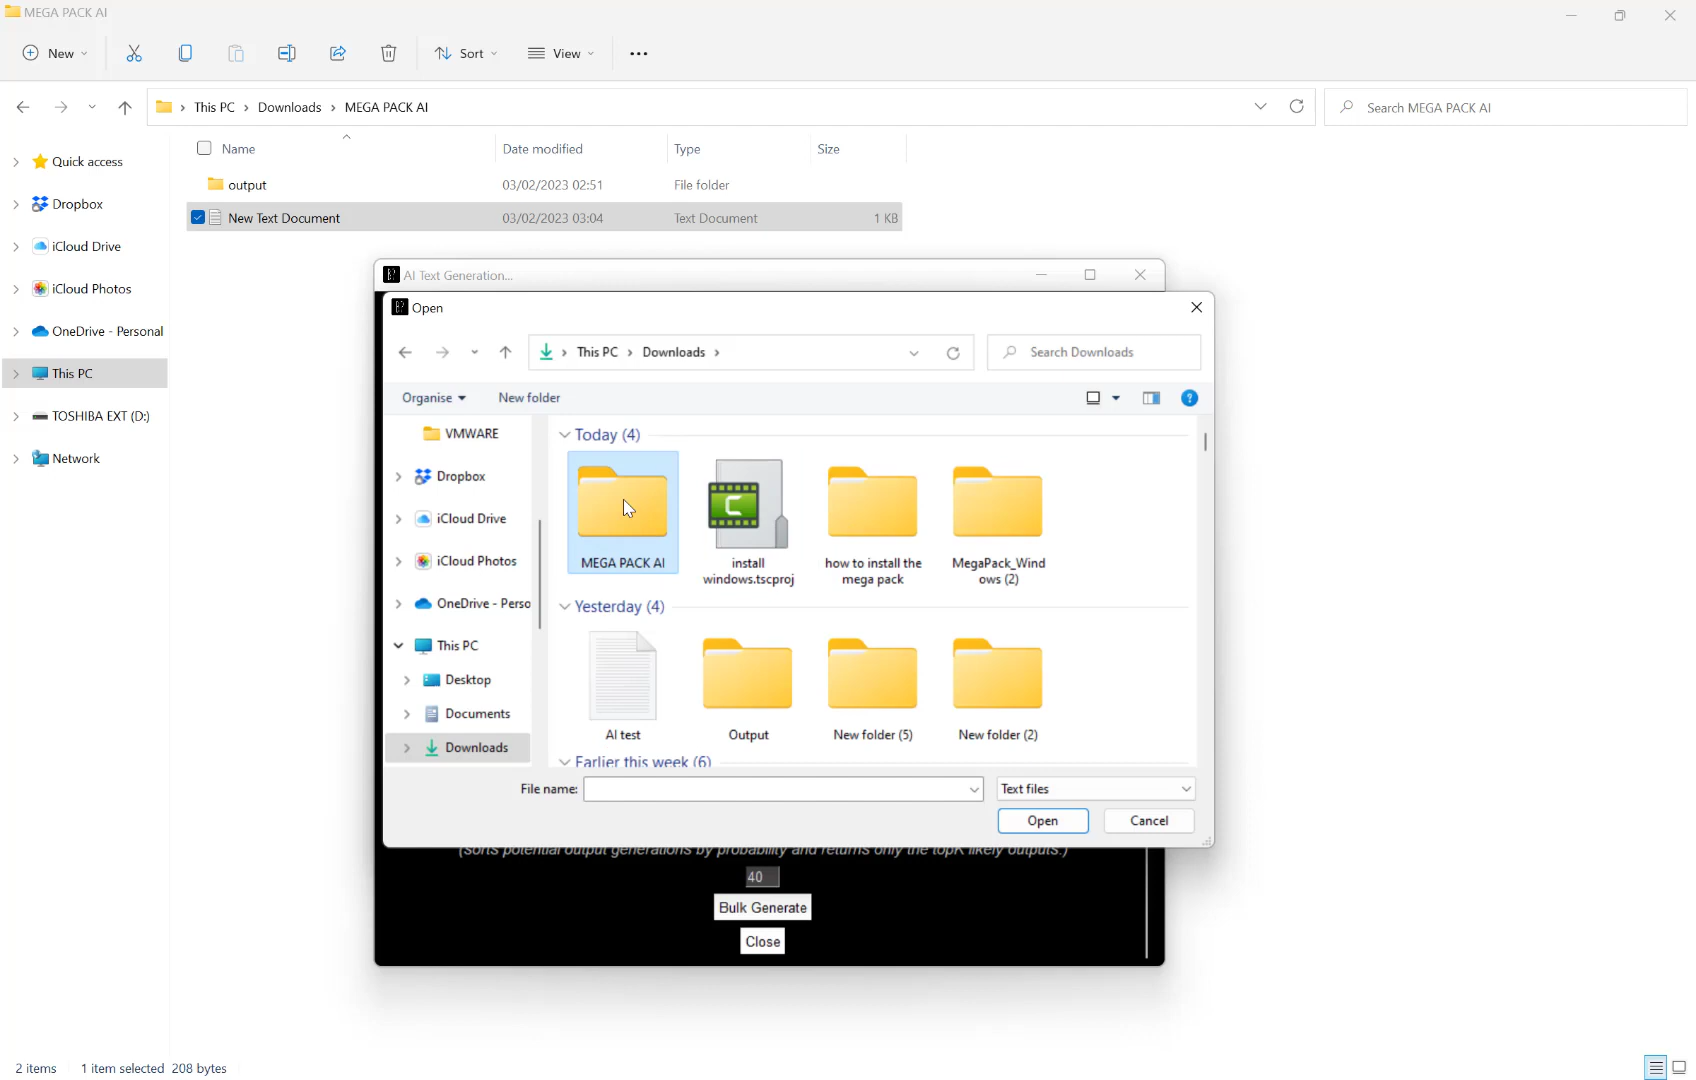 MEGA PACK AI
New
Sort
View
This PC > Downloads > MEGA PACK AI
Search MEGA PACK AI
Name Date modified Type Size
output 03/02/2023 02:51 File folder
New Text Document 03/02/2023 03:04 Text Document 1 KB
Quick access
Dropbox
iCloud Drive
iCloud Photos
OneDrive - Personal
This PC
TOSHIBA EXT (D:)
Network
AI Text Generation...
Open
This PC > Downloads >
Search Downloads
Organise
New folder
VMWARE
Dropbox
iCloud Drive
iCloud Photos
OneDrive - Perso
This PC
Desktop
Documents
Downloads
Today (4)
MEGA PACK AI
install
windows.tscproj
how to install the
mega pack
MegaPack_Wind
ows (2)
Yesterday (4)
AI test
Output
New folder (5)
New folder (2)
Earlier this week (6)
File name:
Text files
Open
Cancel
(sorts potential output generations by probability and returns only the topK likely outputs.)
40
Bulk Generate
Close
2 items 1 item selected 208 bytes